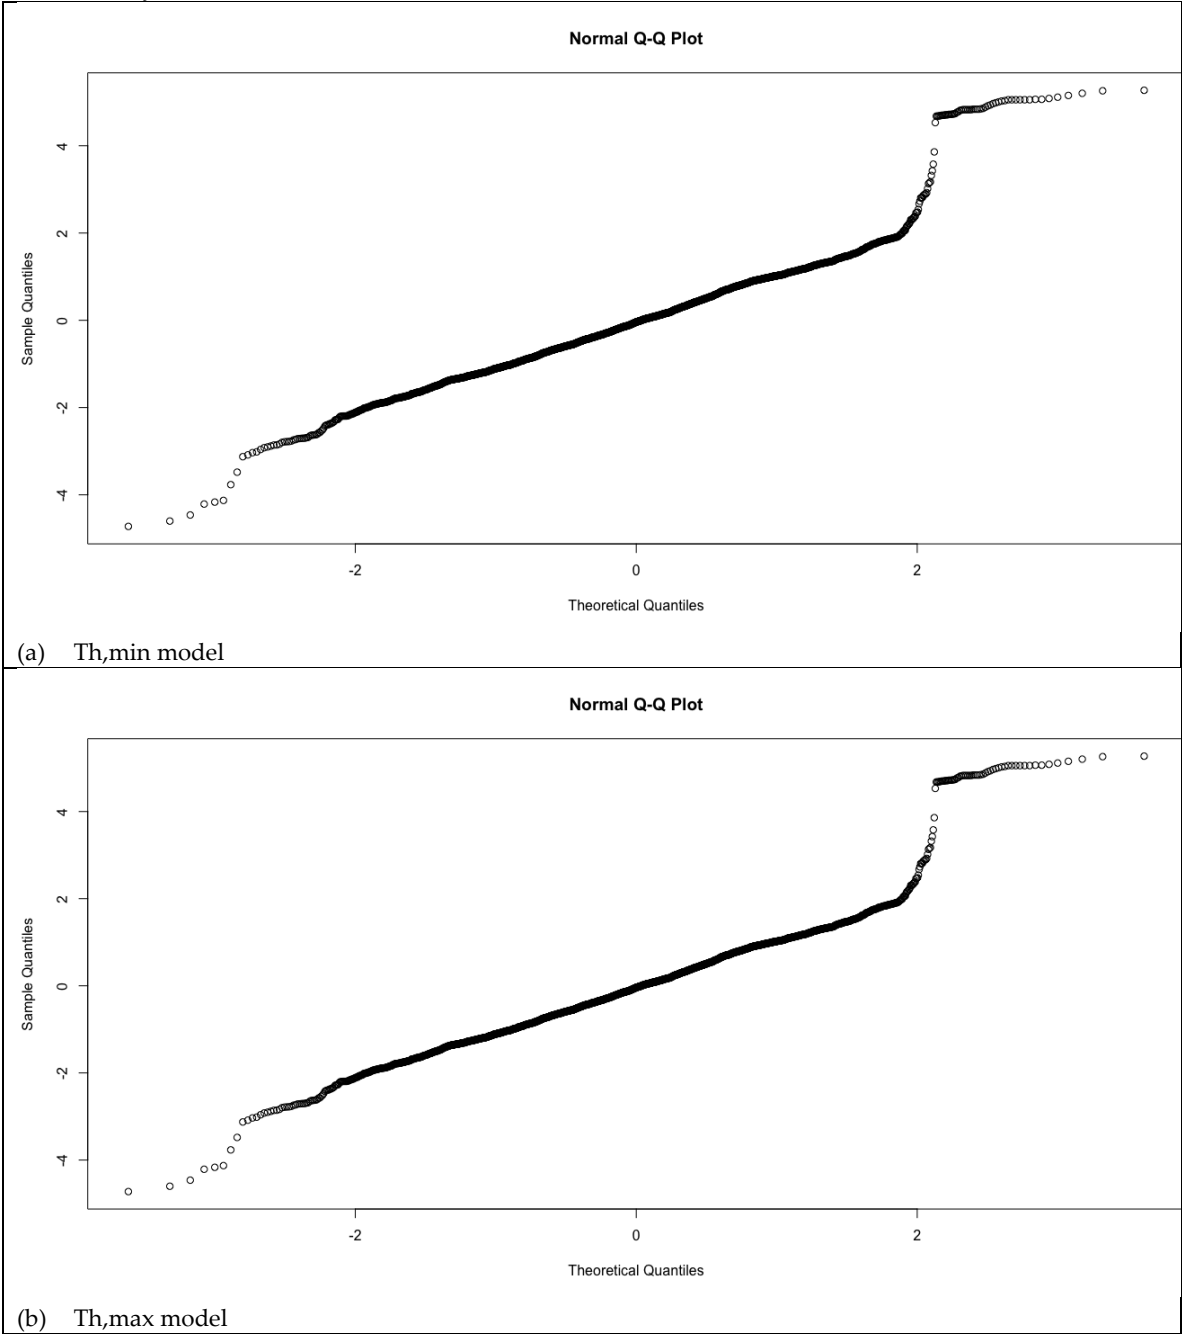 Normal Q-Q Plot
4
2
0
-2
-4
Sample Quantiles
-2 0 2
Theoretical Quantiles
(a) Th,min model
Normal Q-Q Plot
4
2
0
-2
-4
Sample Quantiles
-2 0 2
Theoretical Quantiles
(b) Th,max model